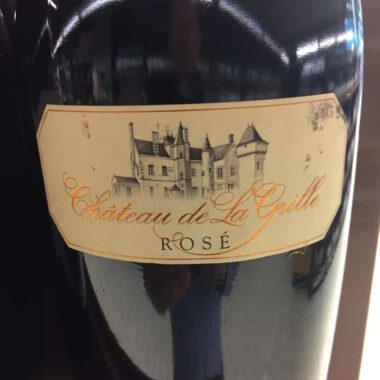 Château de La Grille
ROSÉ